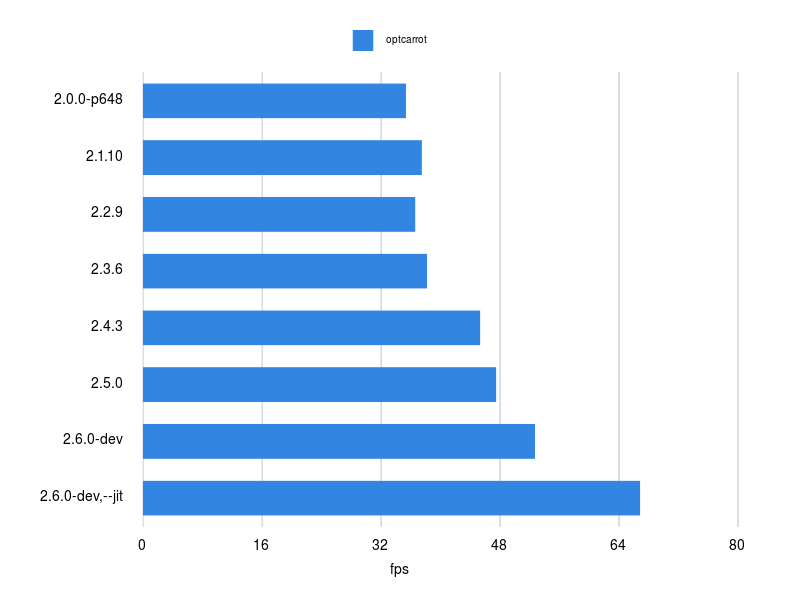 optcarrot
2.0.0-p648
2.1.10
2.2.9
2.3.6
2.4.3
2.5.0
2.6.0-dev
2.6.0-dev,--jit
0 16 32 48 64 80
fps